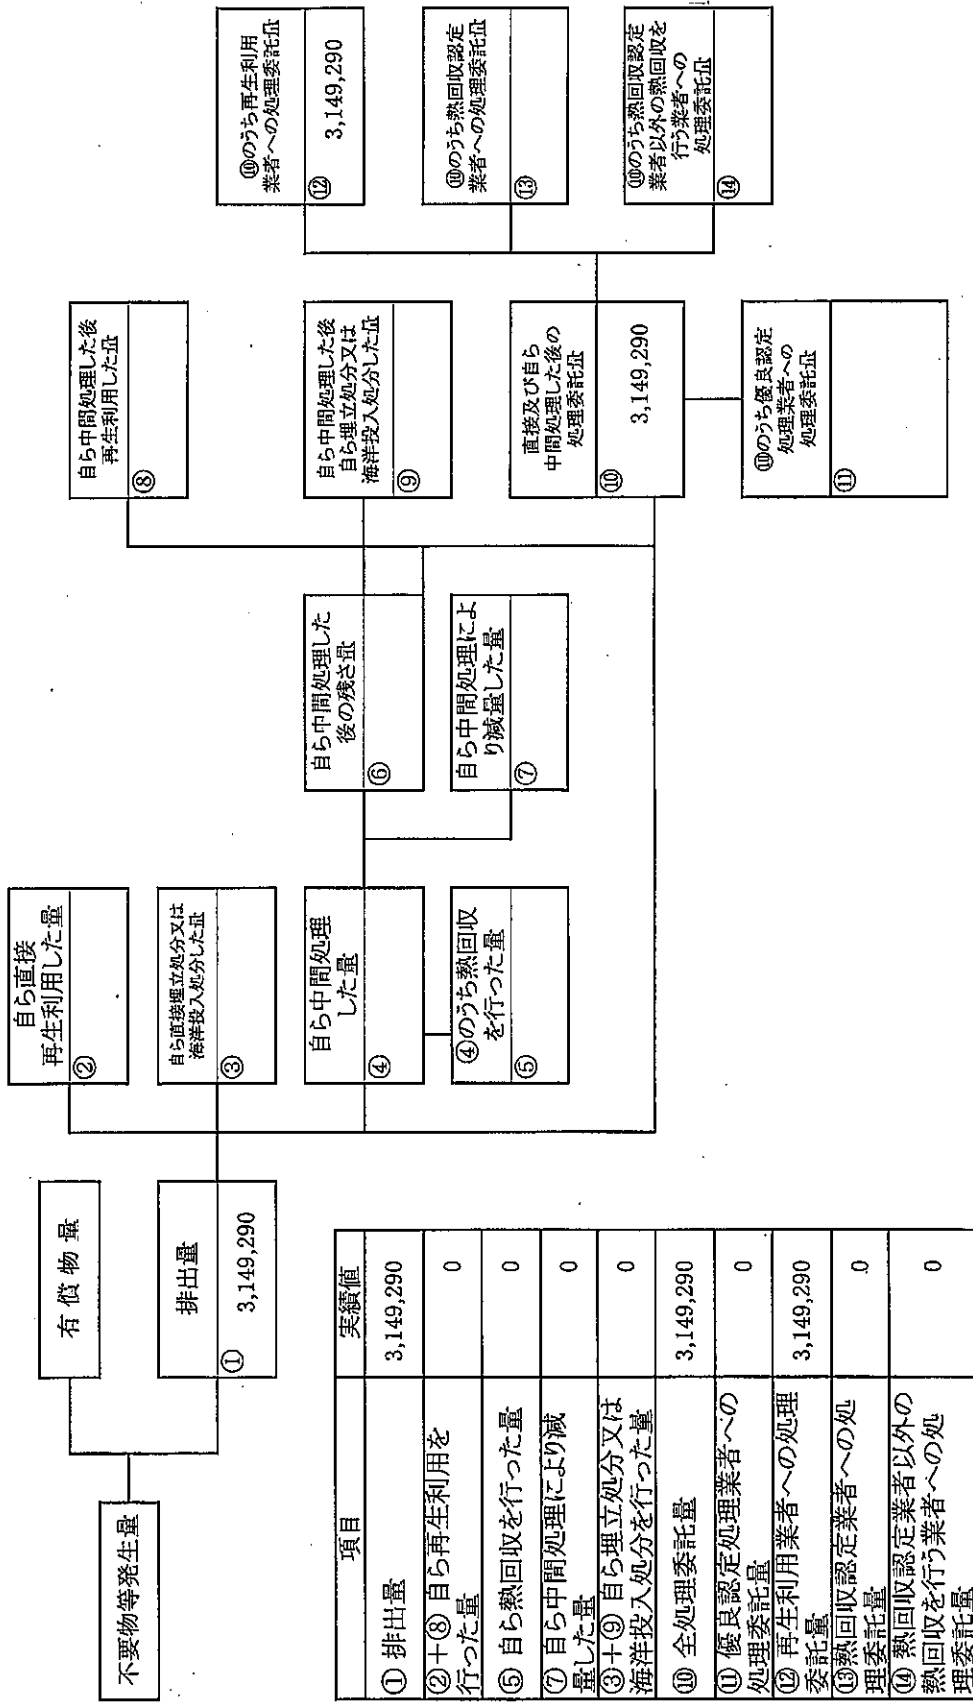 不要物等発生量
有償物量
排出量
① 3,149,290
自ら直接
再生利用した量
②
自ら直接埋立処分又は
海洋投入処分した量
③
自ら中間処理
した量
④
④のうち熱回収
を行った量
⑤
自ら中間処理した
後の残さ量
⑥
自ら中間処理によ
り減量した量
⑦
自ら中間処理した後
再生利用した量
⑧
自ら中間処理した後
自ら埋立処分又は
海洋投入処分した量
⑨
直接及び自ら
中間処理した後の
処理委託量
⑩ 3,149,290
⑩のうち優良認定
処理業者への
処理委託量
⑪
⑩のうち再生利用
業者への処理委託量
⑫ 3,149,290
⑩のうち熱回収認定
業者への処理委託量
⑬
⑩のうち熱回収認定
業者以外の熱回収を
行う業者への
処理委託量
⑭
項目 実績値
① 排出量 3,149,290
②+⑧ 自ら再生利用を
行った量 0
⑤ 自ら熱回収を行った量 0
⑦ 自ら中間処理により減
量した量 0
③+⑨ 自ら埋立処分又は
海洋投入処分を行った量 0
⑩ 全処理委託量 3,149,290
⑪ 優良認定処理業者への
処理委託量 0
⑫ 再生利用業者への処理
委託量 3,149,290
⑬熱回収認定業者への処
理委託量 0
⑭ 熱回収認定業者以外の
熱回収を行う業者への処
理委託量 0